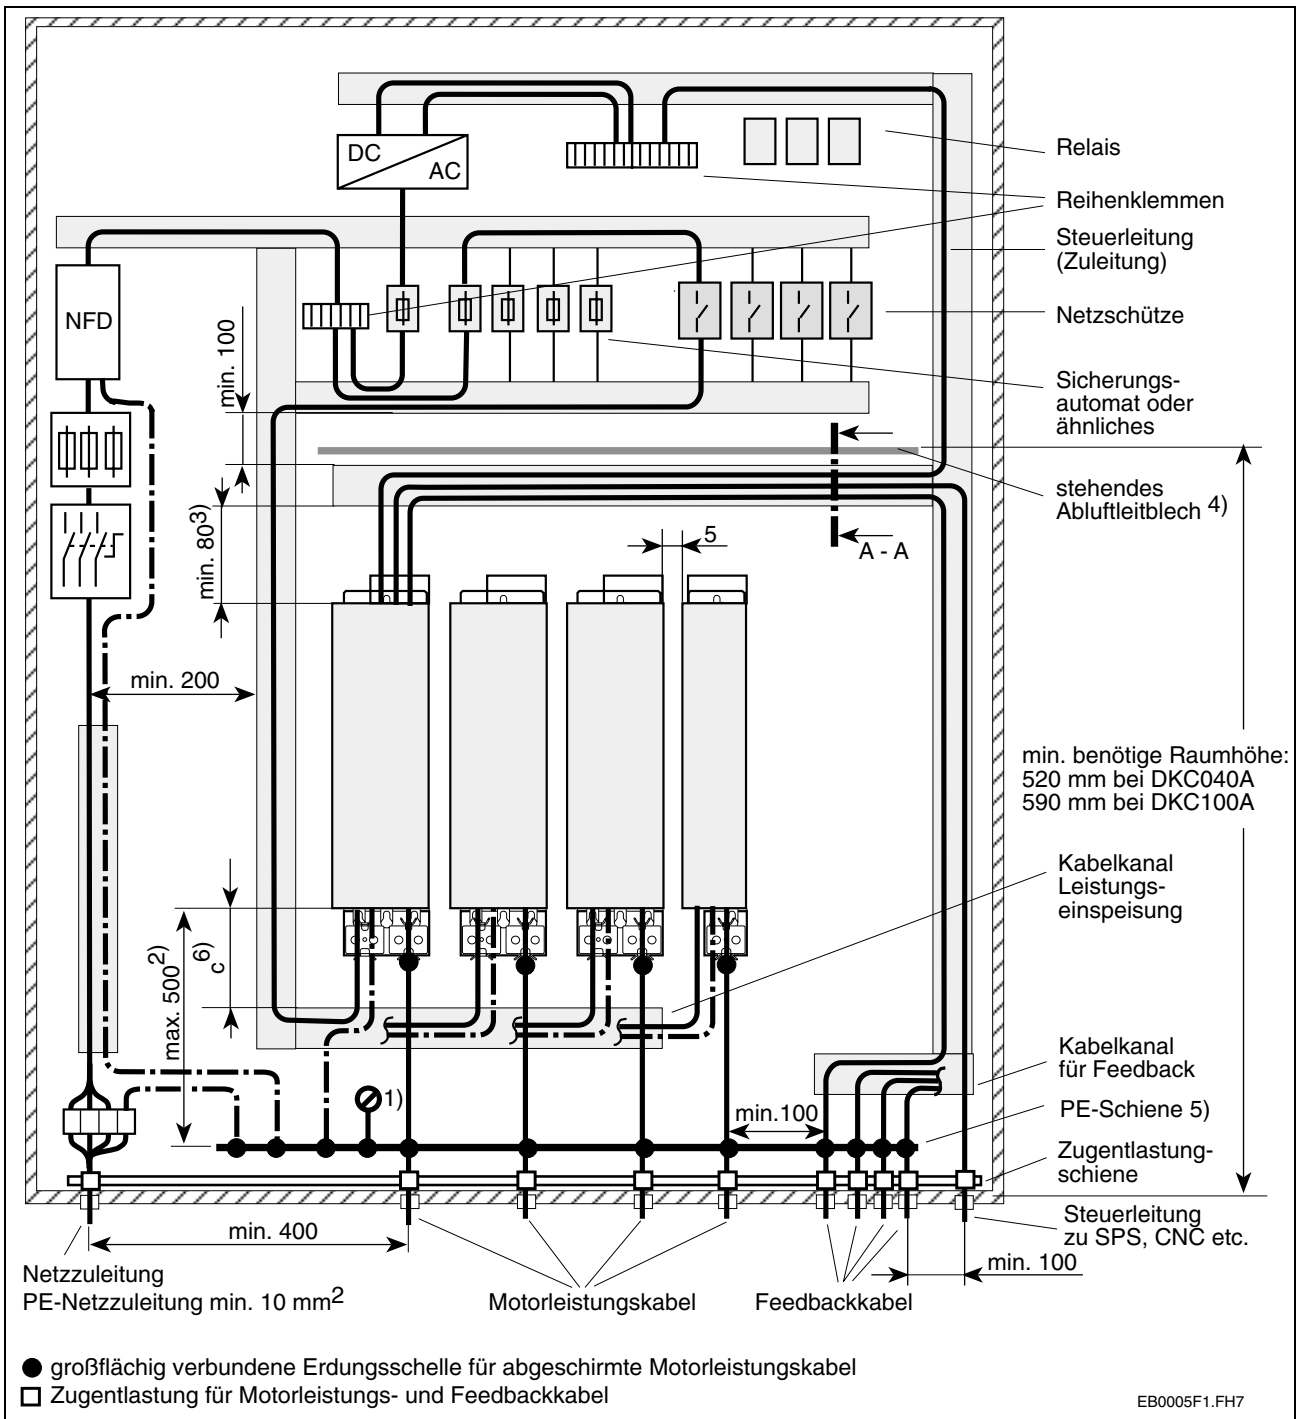 DC
AC
Relais
Reihenklemmen
Steuerleitung
(Zuleitung)
NFD
Netzschütze
min. 100
Sicherungs-
automat oder
ähnliches
stehendes
Abluftleitblech 4)
min. 80 3)
5
A - A
min. 200
min. benötige Raumhöhe:
520 mm bei DKC040A
590 mm bei DKC100A
Kabelkanal
Leistungs-
einspeisung
max. 500 2)
c 6)
Kabelkanal
für Feedback
1)
min.100
PE-Schiene 5)
Zugentlastung-
schiene
Steuerleitung
zu SPS, CNC etc.
min. 400
min. 100
Netzzuleitung
PE-Netzzuleitung min. 10 mm2
Motorleistungskabel
Feedbackkabel
großflächig verbundene Erdungsschelle für abgeschirmte Motorleistungskabel
Zugentlastung für Motorleistungs- und Feedbackkabel
EB0005F1.FH7